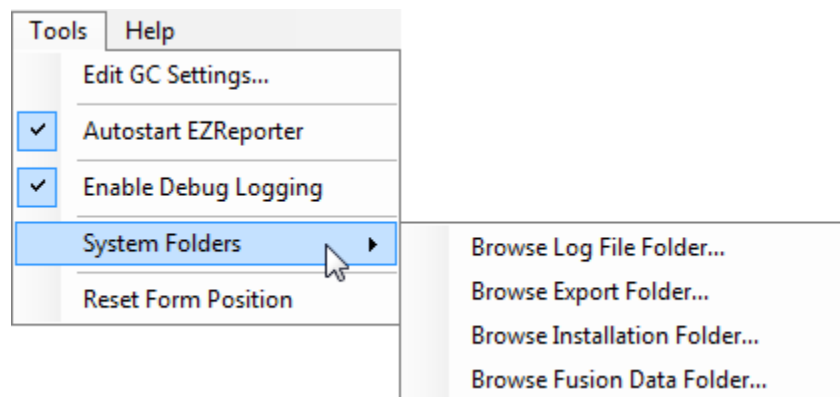 Tools Help
Edit GC Settings...
Autostart EZReporter
Enable Debug Logging
System Folders
Reset Form Position
Browse Log File Folder...
Browse Export Folder...
Browse Installation Folder...
Browse Fusion Data Folder...